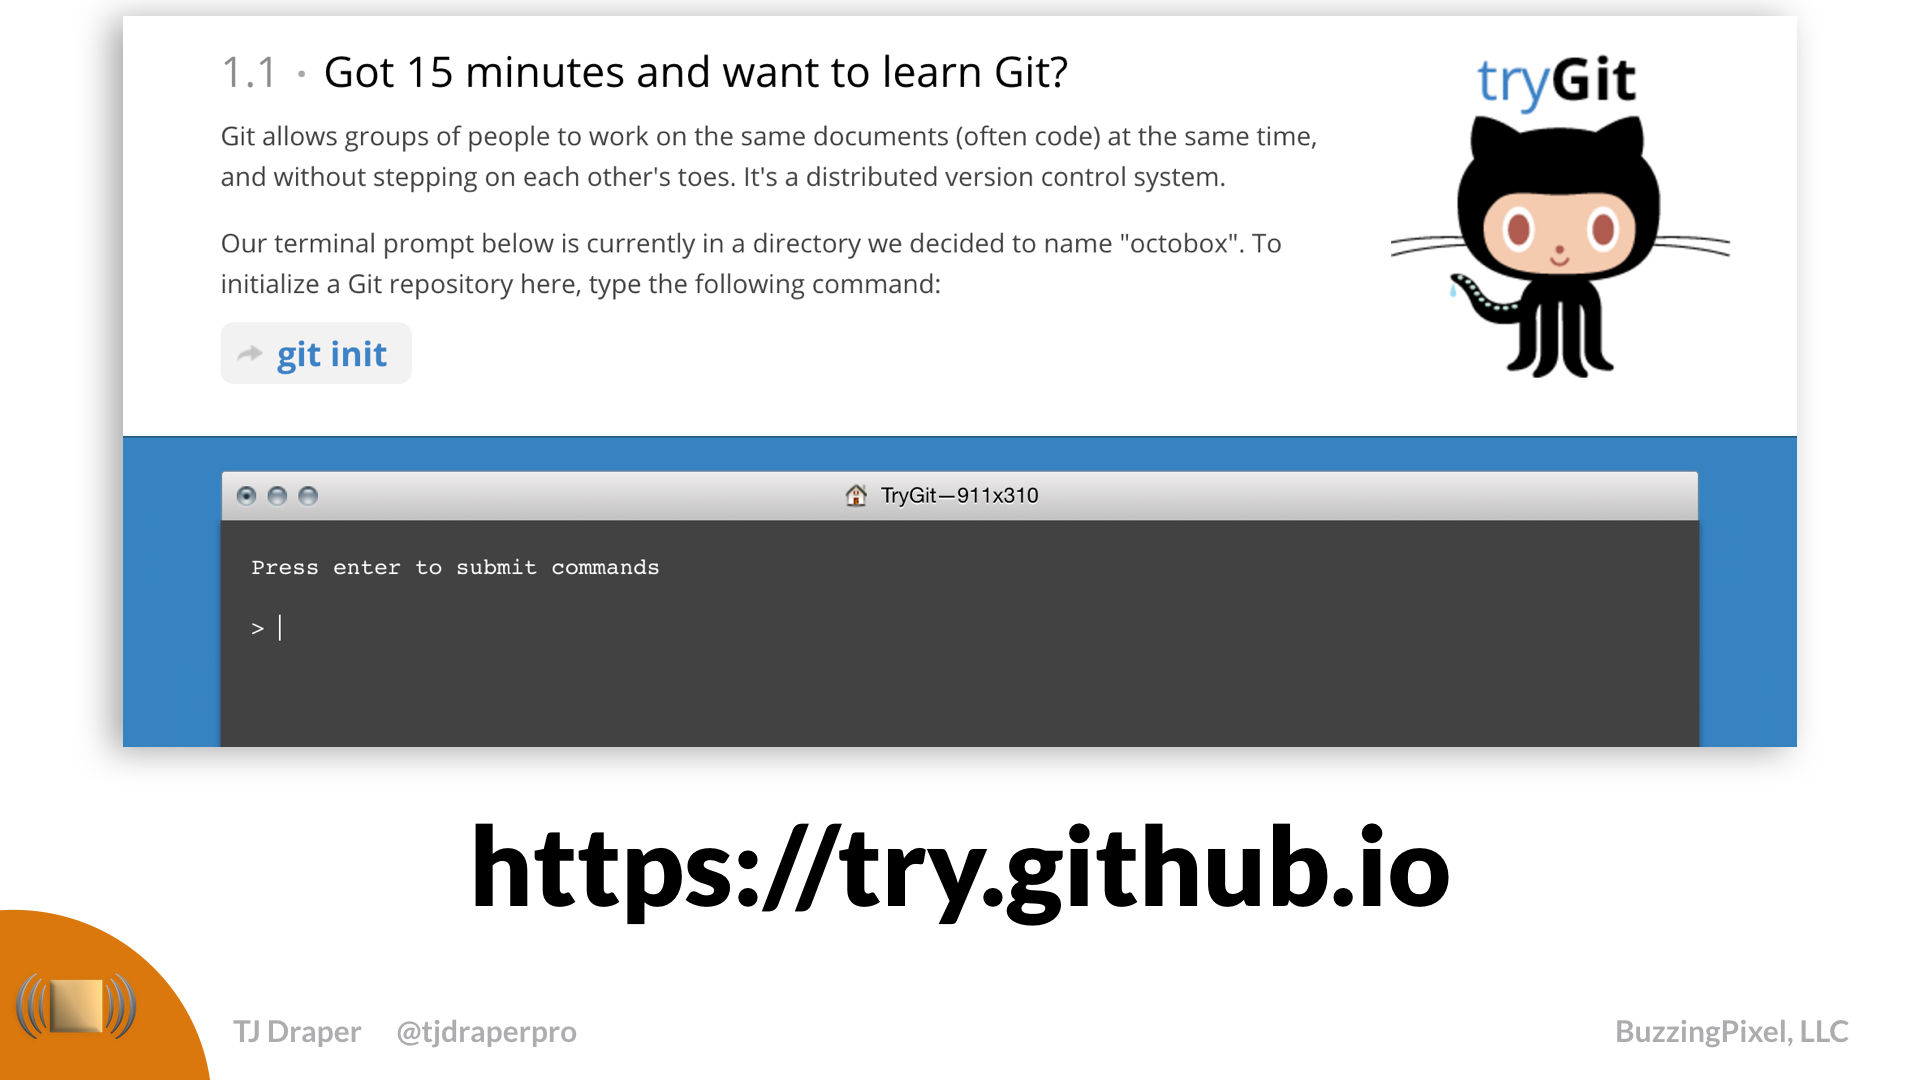 1.1 · Got 15 minutes and want to learn Git?
tryGit
Git allows groups of people to work on the same documents (often code) at the same time,
and without stepping on each other's toes. It's a distributed version control system.
Our terminal prompt below is currently in a directory we decided to name "octobox". To
initialize a Git repository here, type the following command:
git init
TryGit—911x310
Press enter to submit commands
>
https://try.github.io
TJ Draper @tjdraperpro
BuzzingPixel, LLC